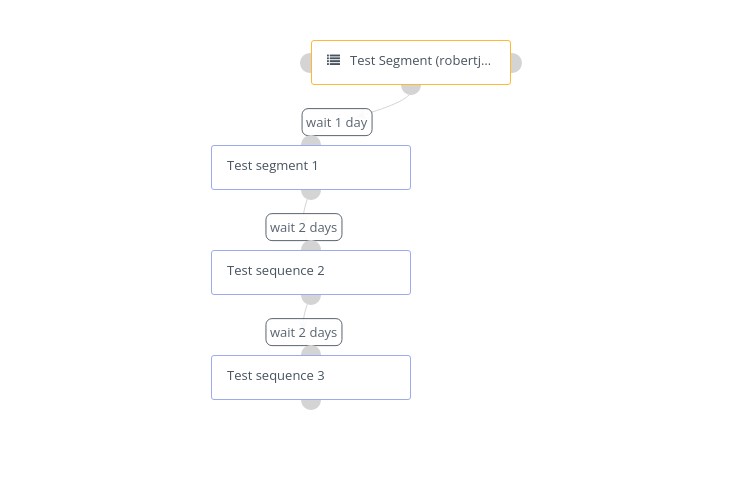 Test Segment (robertj...
wait 1 day
Test segment 1
wait 2 days
Test sequence 2
wait 2 days
Test sequence 3